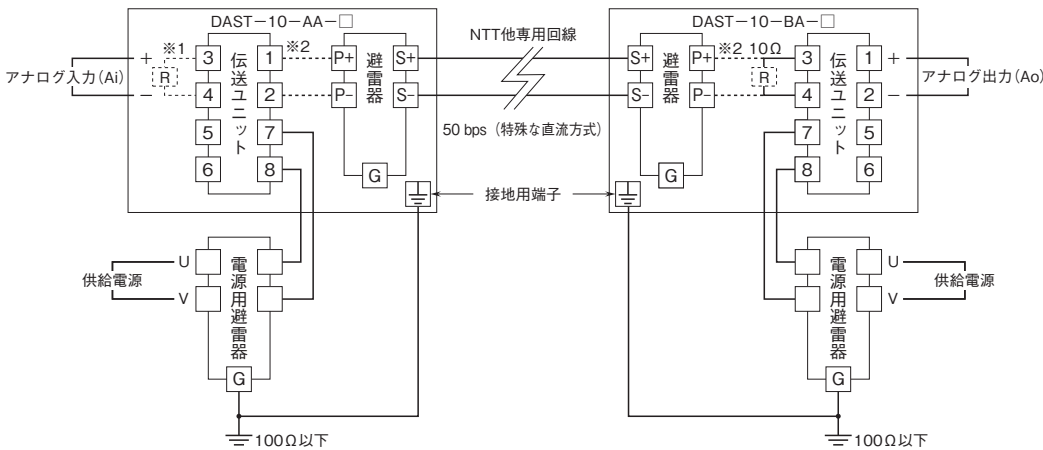 DAST-10-AA-□
DAST-10-BA-□
NTT他専用回線
50 bps（特殊な直流方式）
接地用端子
アナログ入力(Ai)
+
−
※1
R
3
4
5
6
伝送ユニット
1
2
7
8
※2
P+
P−
避雷器
S+
S−
G
S+
S−
避雷器
P+
P−
G
※2 10Ω
R
3
4
7
8
伝送ユニット
1
2
5
6
+
−
アナログ出力(Ao)
供給電源
U
V
電源用避雷器
G
100Ω以下
電源用避雷器
G
U
V
供給電源
100Ω以下